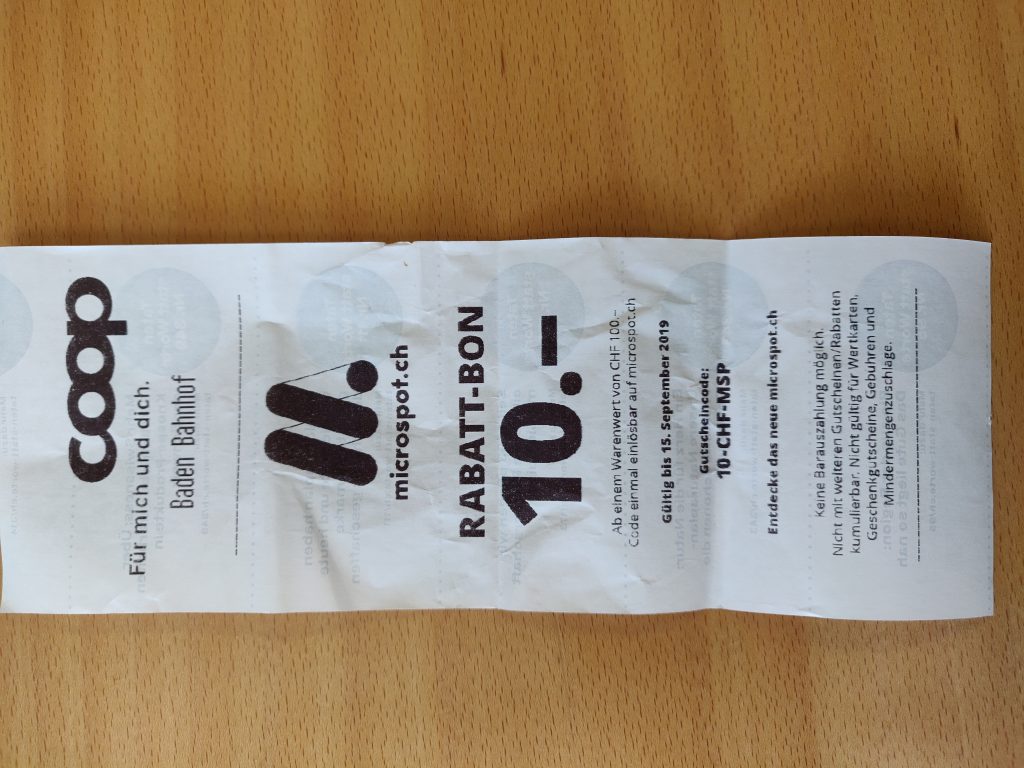 coop
Für mich und dich.
Baden Bahnhof
microspot.ch
RABATT-BON
10.–
Ab einem Warenwert von CHF 100.–
Code einmal einlösbar auf microspot.ch
Gültig bis 15. September 2019
Gutscheincode:
10-CHF-MSP
Entdecke das neue microspot.ch
Keine Barauszahlung möglich.
Nicht mit weiteren Gutscheinen/Rabatten
kumulierbar. Nicht gültig für Wertkarten,
Geschenkgutscheine, Gebühren und
Mindermengenzuschläge.